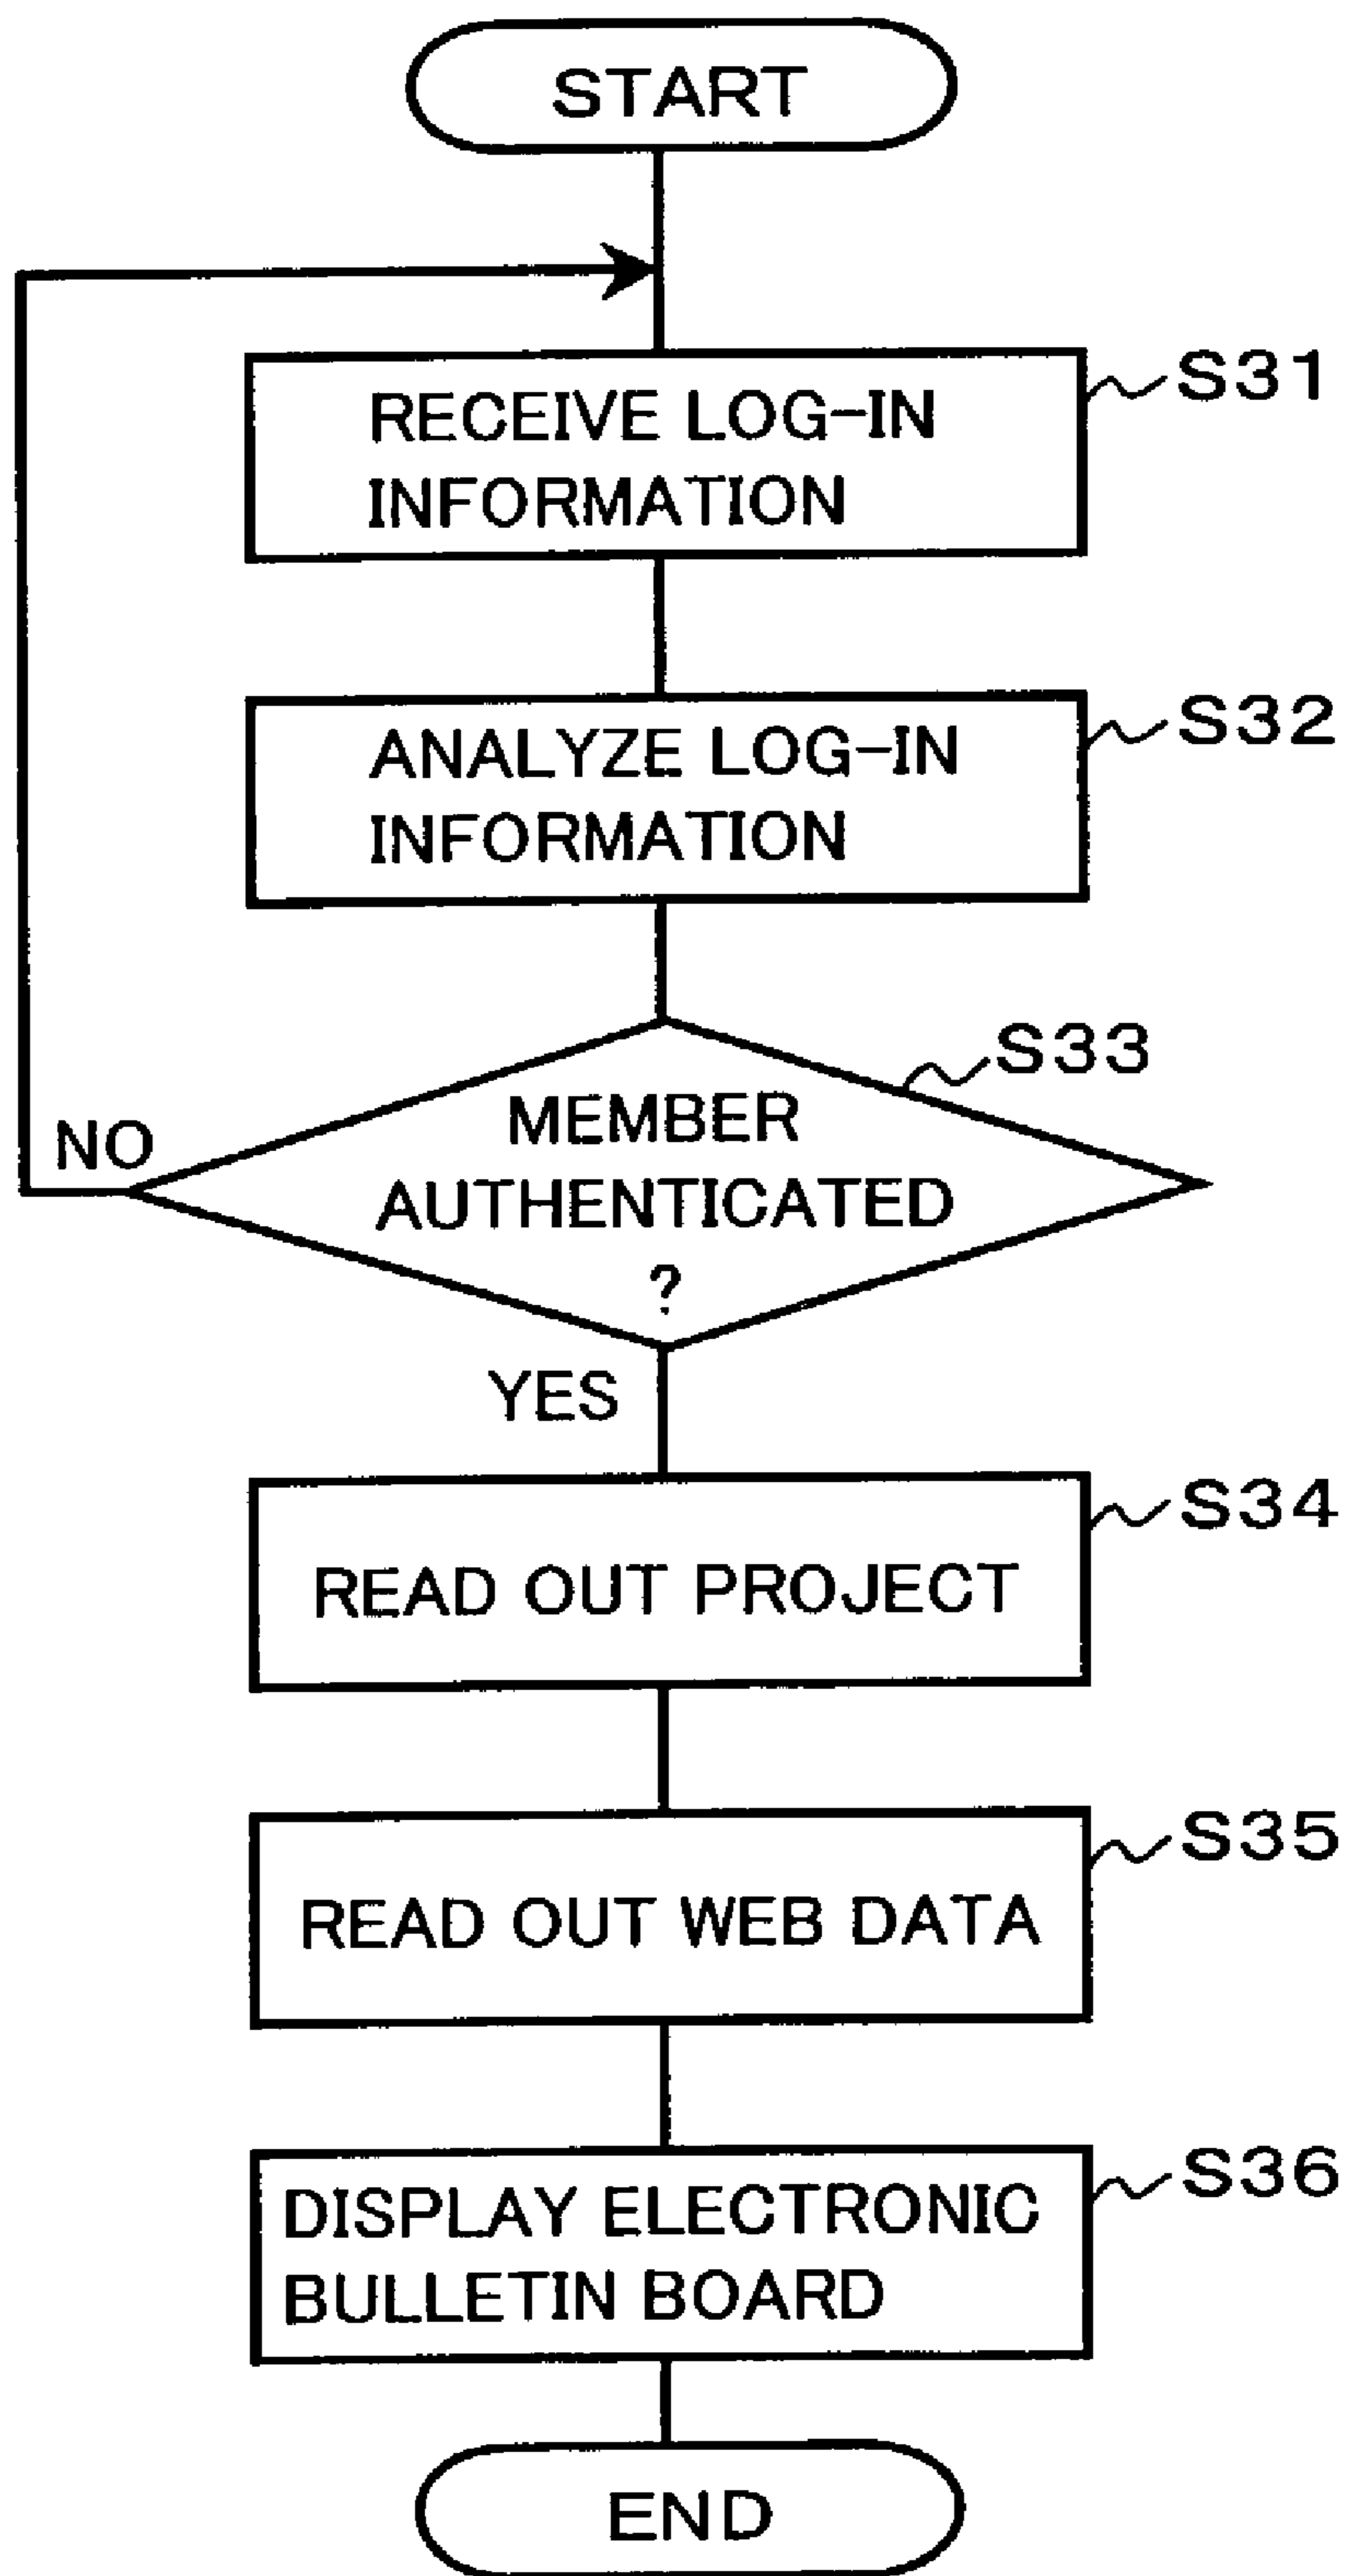 START
RECEIVE LOG-IN
INFORMATION
S31
ANALYZE LOG-IN
INFORMATION
S32
S33
MEMBER
AUTHENTICATED
?
NO
YES
READ OUT PROJECT
S34
READ OUT WEB DATA
S35
DISPLAY ELECTRONIC
BULLETIN BOARD
S36
END